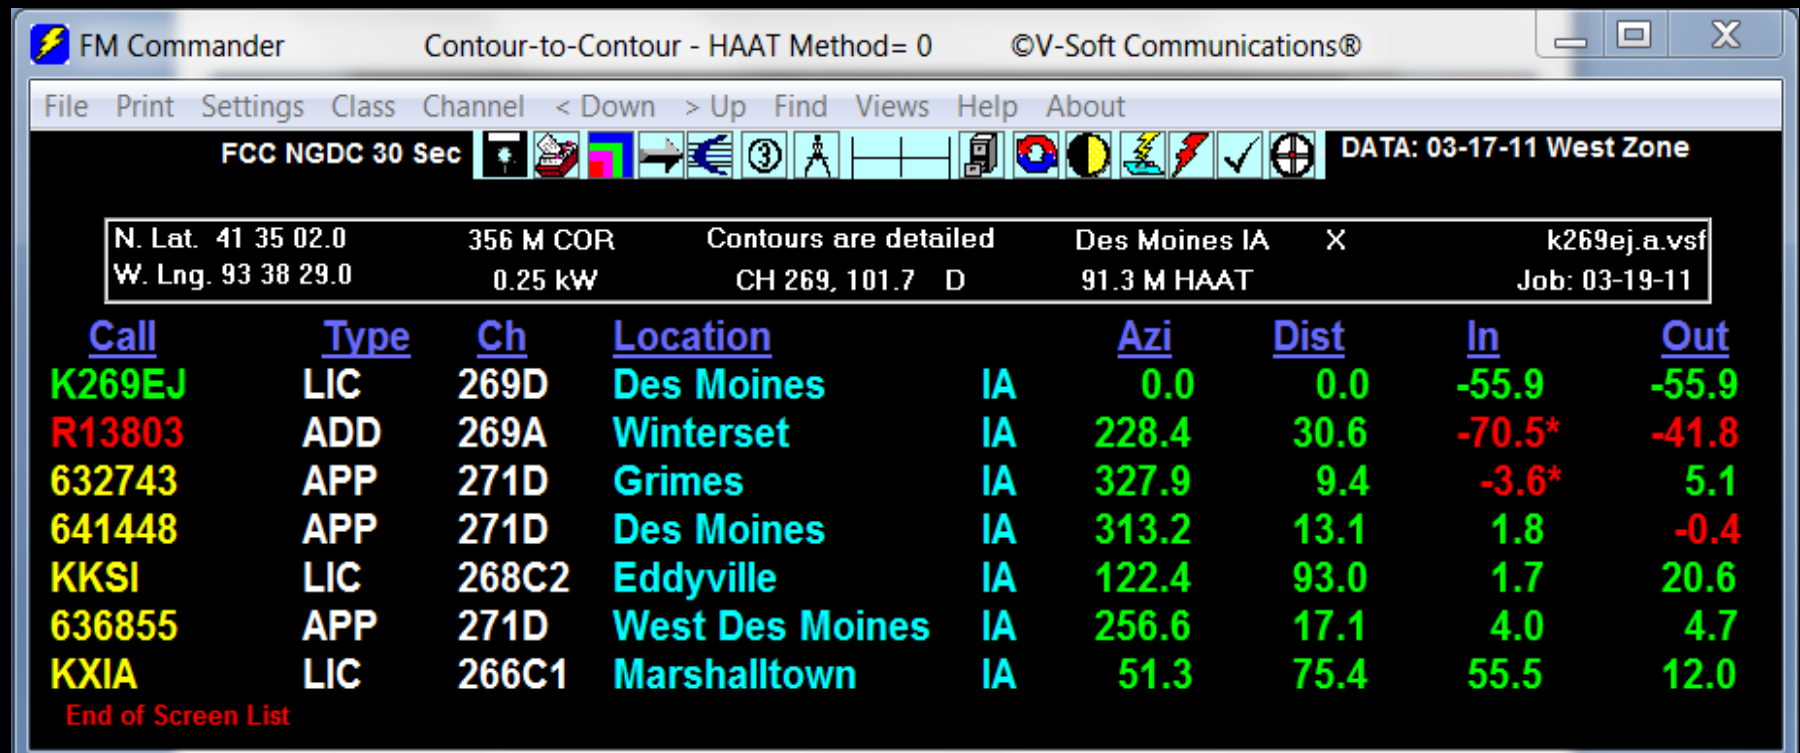 FM Commander Contour-to-Contour - HAAT Method= 0 ©V-Soft Communications®
File Print Settings Class Channel < Down > Up Find Views Help About
FCC NGDC 30 Sec 3 DATA: 03-17-11 West Zone
N. Lat. 41 35 02.0 356 M COR Contours are detailed Des Moines IA X k269ej.a.vsf
W. Lng. 93 38 29.0 0.25 kW CH 269, 101.7 D 91.3 M HAAT Job: 03-19-11
Call Type Ch Location Azi Dist In Out
K269EJ LIC 269D Des Moines IA 0.0 0.0 -55.9 -55.9
R13803 ADD 269A Winterset IA 228.4 30.6 -70.5* -41.8
632743 APP 271D Grimes IA 327.9 9.4 -3.6* 5.1
641448 APP 271D Des Moines IA 313.2 13.1 1.8 -0.4
KKSI LIC 268C2 Eddyville IA 122.4 93.0 1.7 20.6
636855 APP 271D West Des Moines IA 256.6 17.1 4.0 4.7
KXIA LIC 266C1 Marshalltown IA 51.3 75.4 55.5 12.0
End of Screen List